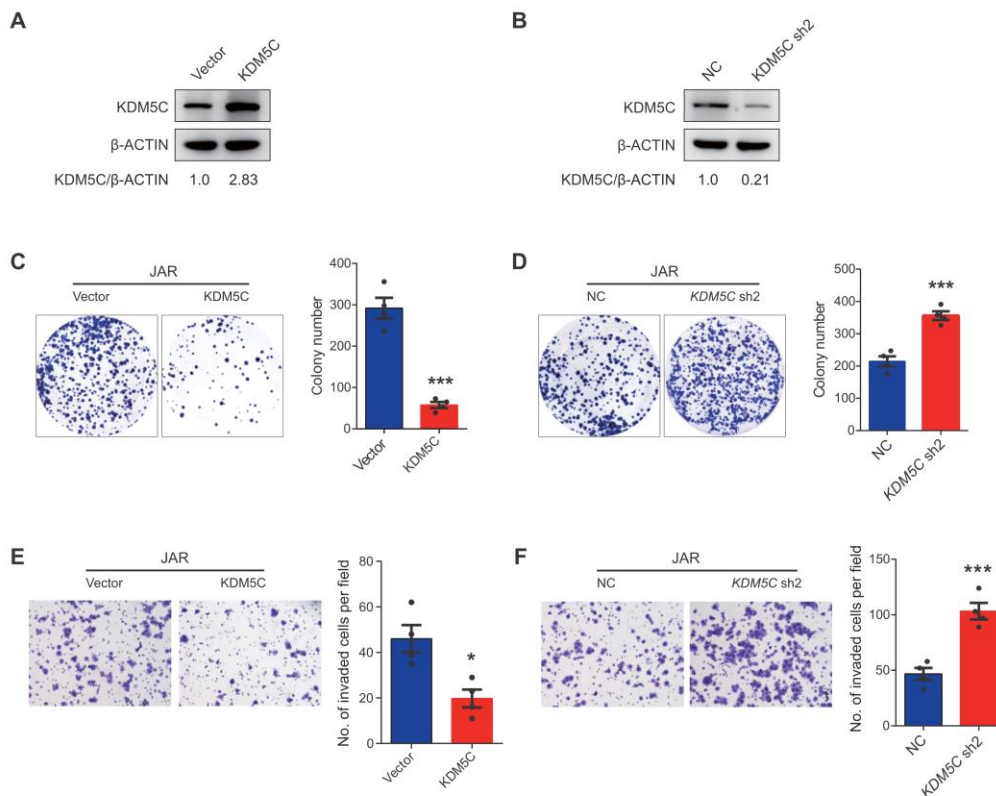 A
Vector
KDM5C
KDM5C
β-ACTIN
KDM5C/β-ACTIN 1.0 2.83
B
NC
KDM5C sh2
KDM5C
β-ACTIN
KDM5C/β-ACTIN 1.0 0.21
C
JAR
Vector KDM5C
Colony number
400
300
200
100
0
***
Vector
KDM5C
D
JAR
NC KDM5C sh2
Colony number
500
400
300
200
100
0
***
NC
KDM5C sh2
E
JAR
Vector KDM5C
No. of invaded cells per field
80
60
40
20
0
*
Vector
KDM5C
F
JAR
NC KDM5C sh2
No. of invaded cells per field
150
100
50
0
***
NC
KDM5C sh2